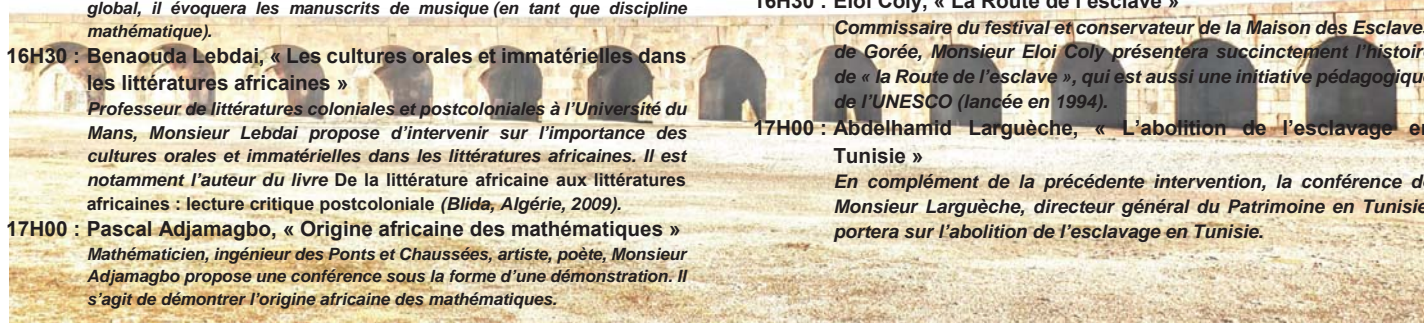 global, il évoquera les manuscrits de musique (en tant que discipline
mathématique).
16H30 : Benaouda Lebdai, « Les cultures orales et immatérielles dans
les littératures africaines »
Professeur de littératures coloniales et postcoloniales à l’Université du
Mans, Monsieur Lebdai propose d’intervenir sur l’importance des
cultures orales et immatérielles dans les littératures africaines. Il est
notamment l’auteur du livre De la littérature africaine aux littératures
africaines : lecture critique postcoloniale (Blida, Algérie, 2009).
17H00 : Pascal Adjamagbo, « Origine africaine des mathématiques »
Mathématicien, ingénieur des Ponts et Chaussées, artiste, poète, Monsieur
Adjamagbo propose une conférence sous la forme d’une démonstration. Il
s’agit de démontrer l’origine africaine des mathématiques.
16H30 : Eloi Coly, « La Route de l’esclave »
Commissaire du festival et conservateur de la Maison des Esclaves
de Gorée, Monsieur Eloi Coly présentera succinctement l’histoire
de « la Route de l’esclave », qui est aussi une initiative pédagogique
de l’UNESCO (lancée en 1994).
17H00 : Abdelhamid Larguèche, « L’abolition de l’esclavage en
Tunisie »
En complément de la précédente intervention, la conférence de
Monsieur Larguèche, directeur général du Patrimoine en Tunisie
portera sur l’abolition de l’esclavage en Tunisie.